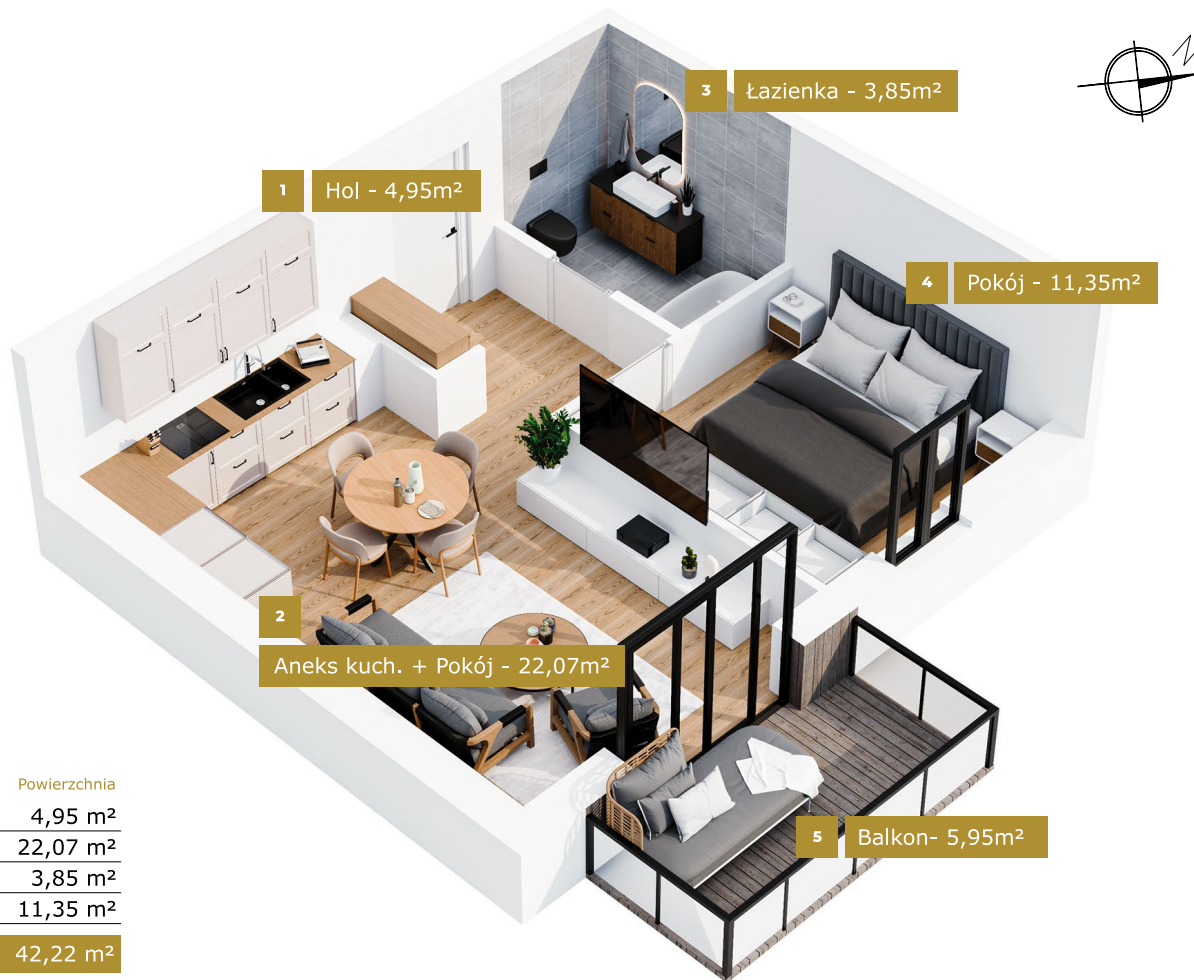 N
3 Łazienka - 3,85m²
1 Hol - 4,95m²
4 Pokój - 11,35m²
2
Aneks kuch. + Pokój - 22,07m²
5 Balkon- 5,95m²
Powierzchnia
4,95 m²
22,07 m²
3,85 m²
11,35 m²
42,22 m²